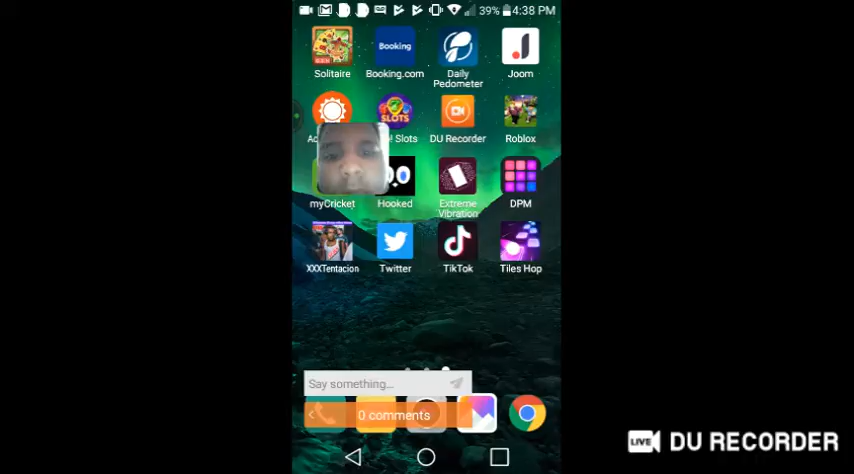 39% 4:38 PM
Booking
Solitaire Booking.com Daily Pedometer Joom
SLOTS
Slots DU Recorder Roblox
myCricket Hooked Extreme Vibration DPM
XXXTentacion Twitter TikTok Tiles Hop
Say something...
0 comments
LIVE DU RECORDER